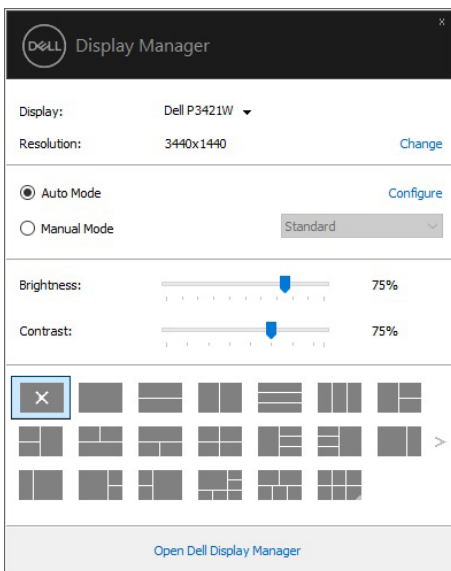 x
DELL Display Manager
Display: Dell P3421W
Resolution: 3440x1440 Change
Auto Mode Configure
Manual Mode Standard
Brightness: 75%
Contrast: 75%
Open Dell Display Manager